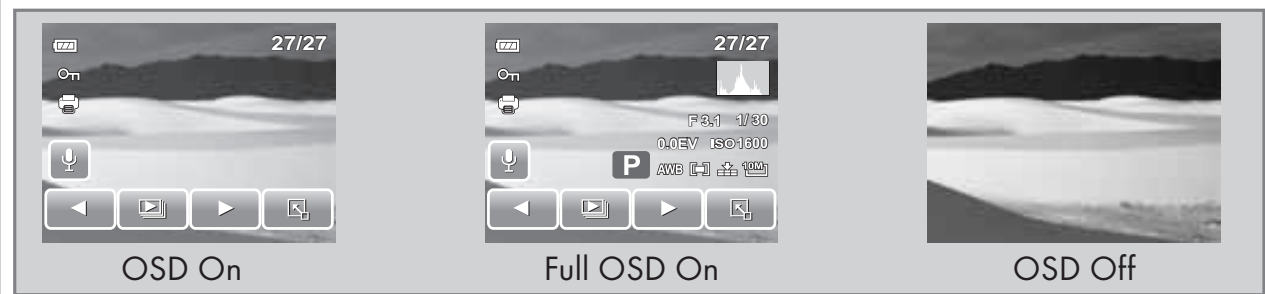 27/27
OSD On
27/27
F 3.1 1/30
0.0EV ISO1600
P AWB 10M
Full OSD On
OSD Off